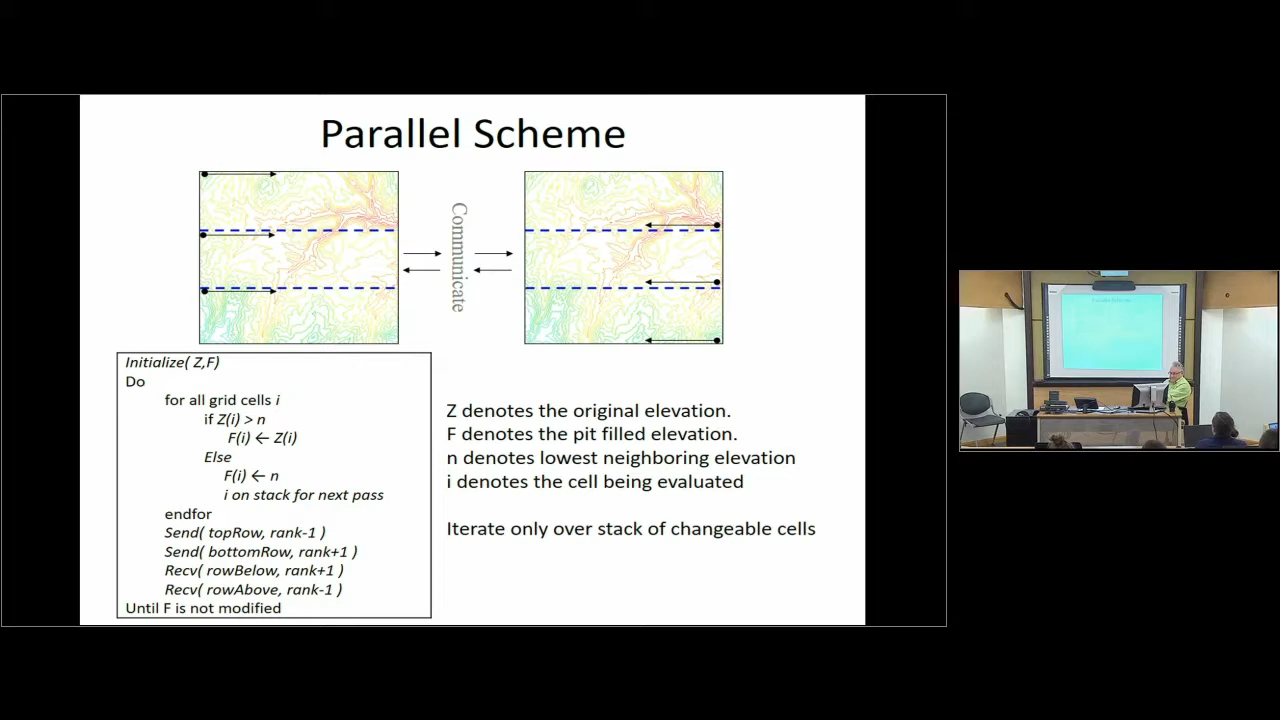 Parallel Scheme
Communicate
Initialize( Z,F)
Do
for all grid cells i
if Z(i) > n
F(i) ← Z(i)
Else
F(i) ← n
i on stack for next pass
endfor
Send( topRow, rank-1 )
Send( bottomRow, rank+1 )
Recv( rowBelow, rank+1 )
Recv( rowAbove, rank-1 )
Until F is not modified
Z denotes the original elevation.
F denotes the pit filled elevation.
n denotes lowest neighboring elevation
i denotes the cell being evaluated
Iterate only over stack of changeable cells
Parallel Scheme